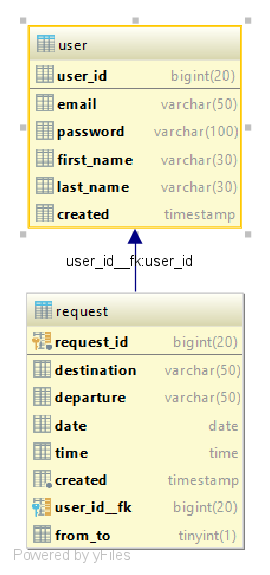 user
user_id bigint(20)
email varchar(50)
password varchar(100)
first_name varchar(30)
last_name varchar(30)
created timestamp
user_id__fk:user_id
request
request_id bigint(20)
destination varchar(50)
departure varchar(50)
date date
time time
created timestamp
user_id__fk bigint(20)
from_to tinyint(1)
Powered by yFiles